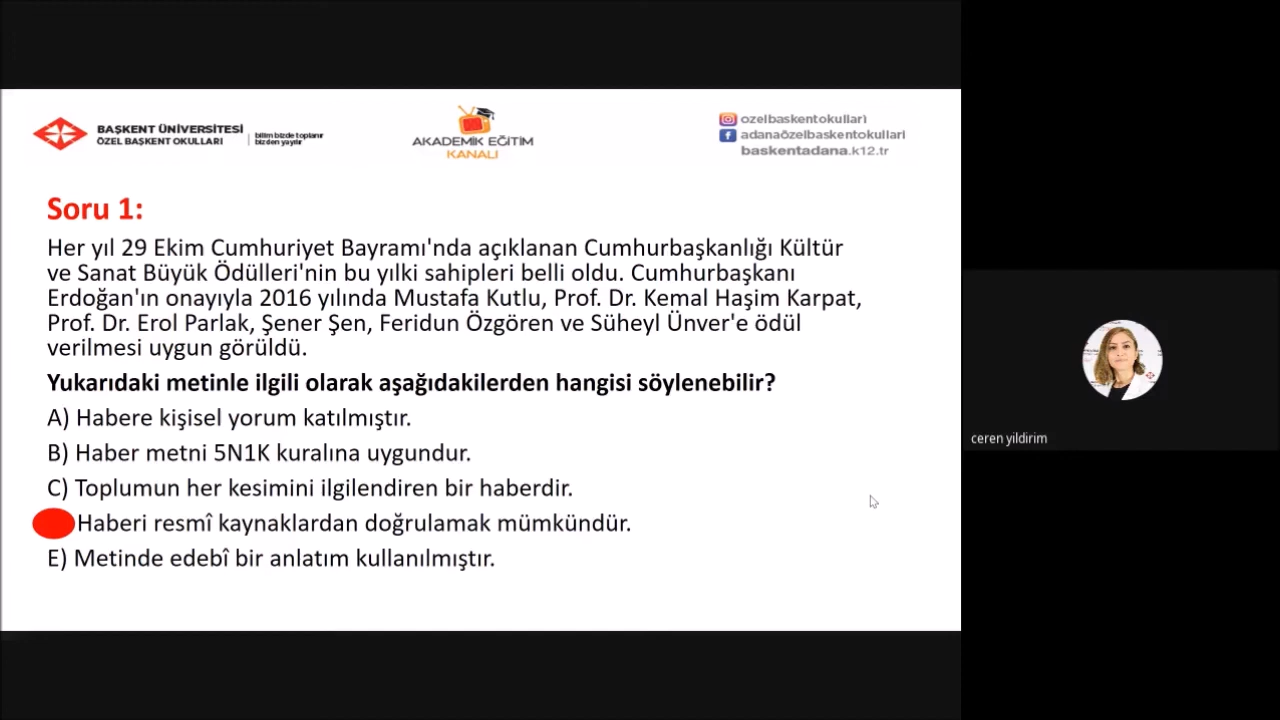 BAŞKENT ÜNİVERSİTESİ
ÖZEL BAŞKENT OKULLARI
bilim bizde toplanır
bizden yayılır
AKADEMİK EĞİTİM
KANALI
ozelbaskentokullari
adanaözelbaskentokullari
baskentadana.k12.tr
Soru 1:
Her yıl 29 Ekim Cumhuriyet Bayramı'nda açıklanan Cumhurbaşkanlığı Kültür
ve Sanat Büyük Ödülleri'nin bu yılki sahipleri belli oldu. Cumhurbaşkanı
Erdoğan'ın onayıyla 2016 yılında Mustafa Kutlu, Prof. Dr. Kemal Haşim Karpat,
Prof. Dr. Erol Parlak, Şener Şen, Feridun Özgören ve Süheyl Ünver'e ödül
verilmesi uygun görüldü.
Yukarıdaki metinle ilgili olarak aşağıdakilerden hangisi söylenebilir?
A) Habere kişisel yorum katılmıştır.
B) Haber metni 5N1K kuralına uygundur.
C) Toplumun her kesimini ilgilendiren bir haberdir.
Haberi resmî kaynaklardan doğrulamak mümkündür.
E) Metinde edebî bir anlatım kullanılmıştır.
ceren yildirim